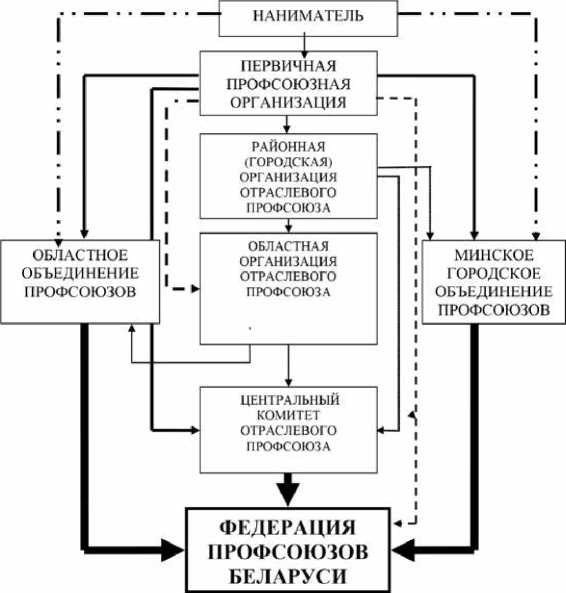 НАНИМАТЕЛЬ
ПЕРВИЧНАЯ
ПРОФСОЮЗНАЯ
ОРГАНИЗАЦИЯ
РАЙОННАЯ
(ГОРОДСКАЯ)
ОРГАНИЗАЦИЯ
ОТРАСЛЕВОГО
ПРОФСОЮЗА
ОБЛАСТНОЕ
ОБЪЕДИНЕНИЕ
ПРОФСОЮЗОВ
ОБЛАСТНАЯ
ОРГАНИЗАЦИЯ
ОТРАСЛЕВОГО
ПРОФСОЮЗА
МИНСКОЕ
ГОРОДСКОЕ
ОБЪЕДИНЕНИЕ
ПРОФСОЮЗОВ
ЦЕНТРАЛЬНЫЙ
КОМИТЕТ
ОТРАСЛЕВОГО
ПРОФСОЮЗА
ФЕДЕРАЦИЯ
ПРОФСОЮЗОВ
БЕЛАРУСИ